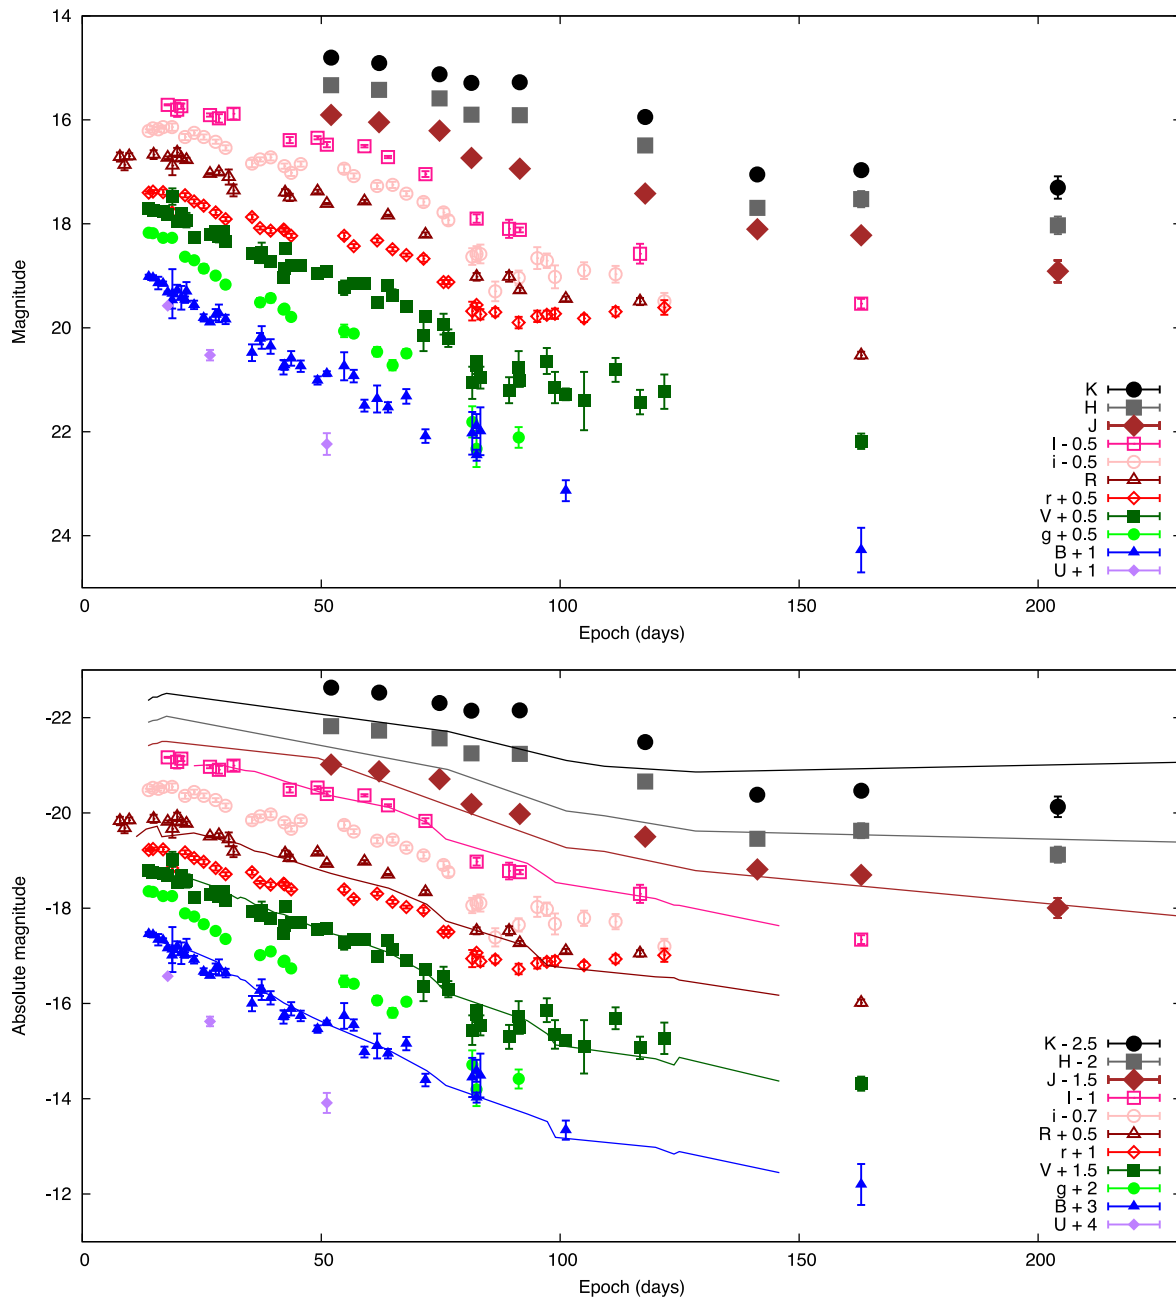 14
16
18
20
22
24
Magnitude
K
H
J
I - 0.5
i - 0.5
R
r + 0.5
V + 0.5
g + 0.5
B + 1
U + 1
0
50
100
150
200
Epoch (days)
-22
-20
-18
-16
-14
-12
Absolute magnitude
K - 2.5
H - 2
J - 1.5
I - 1
i - 0.7
R + 0.5
r + 1
V + 1.5
g + 2
B + 3
U + 4
0
50
100
150
200
Epoch (days)